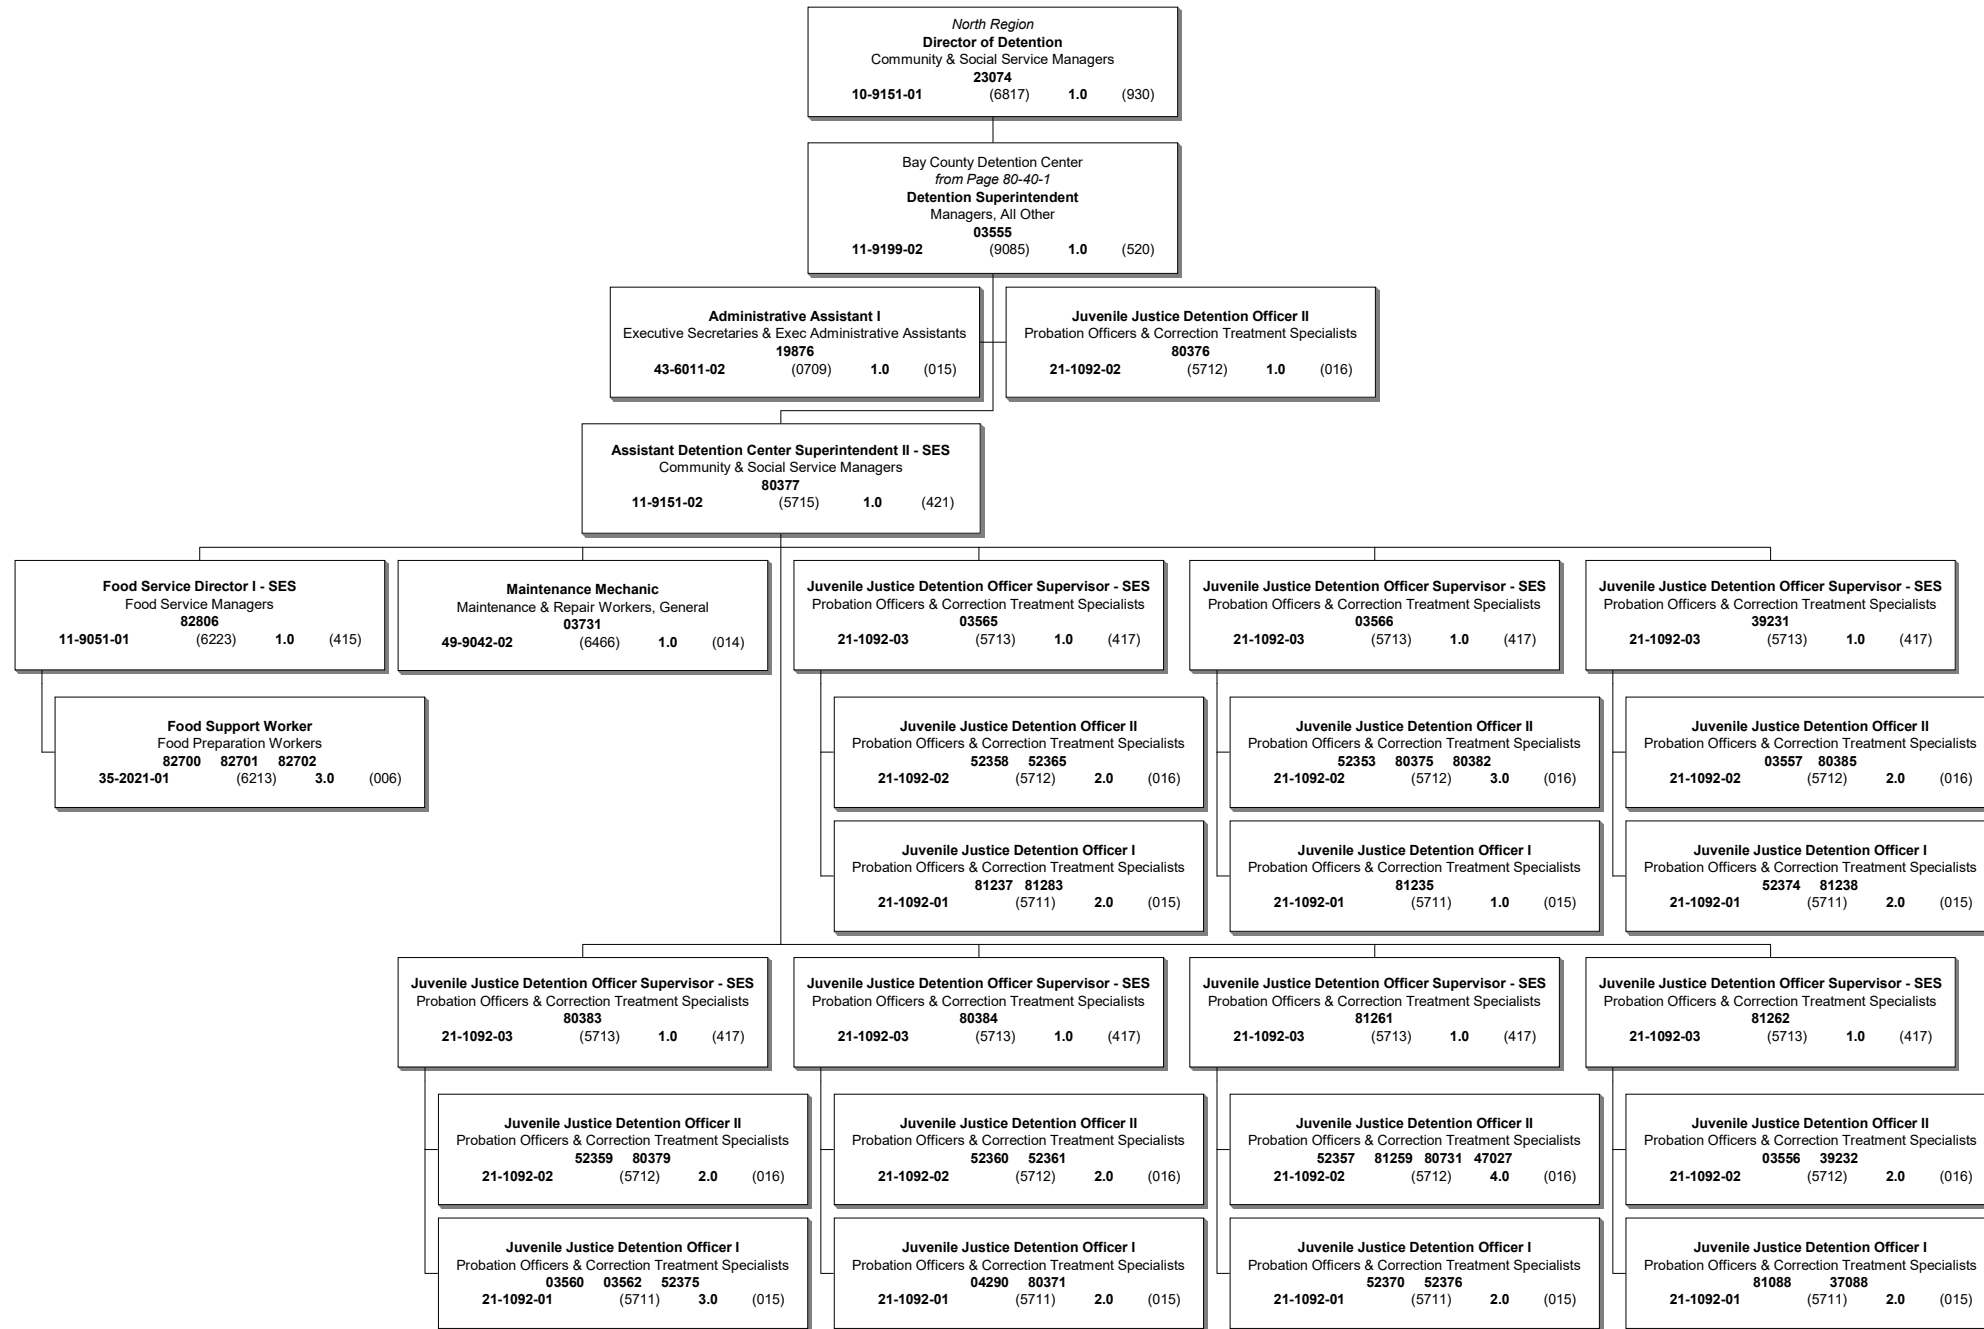 North Region
Director of Detention
Community & Social Service Managers
23074
10-9151-01 (6817) 1.0 (930)
Bay County Detention Center
from Page 80-40-1
Detention Superintendent
Managers, All Other
03555
11-9199-02 (9085) 1.0 (520)
Administrative Assistant I
Executive Secretaries & Exec Administrative Assistants
19876
43-6011-02 (0709) 1.0 (015)
Juvenile Justice Detention Officer II
Probation Officers & Correction Treatment Specialists
80376
21-1092-02 (5712) 1.0 (016)
Assistant Detention Center Superintendent II - SES
Community & Social Service Managers
80377
11-9151-02 (5715) 1.0 (421)
Food Service Director I - SES
Food Service Managers
82806
11-9051-01 (6223) 1.0 (415)
Maintenance Mechanic
Maintenance & Repair Workers, General
03731
49-9042-02 (6466) 1.0 (014)
Juvenile Justice Detention Officer Supervisor - SES
Probation Officers & Correction Treatment Specialists
03565
21-1092-03 (5713) 1.0 (417)
Juvenile Justice Detention Officer Supervisor - SES
Probation Officers & Correction Treatment Specialists
03566
21-1092-03 (5713) 1.0 (417)
Juvenile Justice Detention Officer Supervisor - SES
Probation Officers & Correction Treatment Specialists
39231
21-1092-03 (5713) 1.0 (417)
Food Support Worker
Food Preparation Workers
82700 82701 82702
35-2021-01 (6213) 3.0 (006)
Juvenile Justice Detention Officer II
Probation Officers & Correction Treatment Specialists
52358 52365
21-1092-02 (5712) 2.0 (016)
Juvenile Justice Detention Officer II
Probation Officers & Correction Treatment Specialists
52353 80375 80382
21-1092-02 (5712) 3.0 (016)
Juvenile Justice Detention Officer II
Probation Officers & Correction Treatment Specialists
03557 80385
21-1092-02 (5712) 2.0 (016)
Juvenile Justice Detention Officer I
Probation Officers & Correction Treatment Specialists
81237 81283
21-1092-01 (5711) 2.0 (015)
Juvenile Justice Detention Officer I
Probation Officers & Correction Treatment Specialists
81235
21-1092-01 (5711) 1.0 (015)
Juvenile Justice Detention Officer I
Probation Officers & Correction Treatment Specialists
52374 81238
21-1092-01 (5711) 2.0 (015)
Juvenile Justice Detention Officer Supervisor - SES
Probation Officers & Correction Treatment Specialists
80383
21-1092-03 (5713) 1.0 (417)
Juvenile Justice Detention Officer Supervisor - SES
Probation Officers & Correction Treatment Specialists
80384
21-1092-03 (5713) 1.0 (417)
Juvenile Justice Detention Officer Supervisor - SES
Probation Officers & Correction Treatment Specialists
81261
21-1092-03 (5713) 1.0 (417)
Juvenile Justice Detention Officer Supervisor - SES
Probation Officers & Correction Treatment Specialists
81262
21-1092-03 (5713) 1.0 (417)
Juvenile Justice Detention Officer II
Probation Officers & Correction Treatment Specialists
52359 80379
21-1092-02 (5712) 2.0 (016)
Juvenile Justice Detention Officer II
Probation Officers & Correction Treatment Specialists
52360 52361
21-1092-02 (5712) 2.0 (016)
Juvenile Justice Detention Officer II
Probation Officers & Correction Treatment Specialists
52357 81259 80731 47027
21-1092-02 (5712) 4.0 (016)
Juvenile Justice Detention Officer II
Probation Officers & Correction Treatment Specialists
03556 39232
21-1092-02 (5712) 2.0 (016)
Juvenile Justice Detention Officer I
Probation Officers & Correction Treatment Specialists
03560 03562 52375
21-1092-01 (5711) 3.0 (015)
Juvenile Justice Detention Officer I
Probation Officers & Correction Treatment Specialists
04290 80371
21-1092-01 (5711) 2.0 (015)
Juvenile Justice Detention Officer I
Probation Officers & Correction Treatment Specialists
52370 52376
21-1092-01 (5711) 2.0 (015)
Juvenile Justice Detention Officer I
Probation Officers & Correction Treatment Specialists
81088 37088
21-1092-01 (5711) 2.0 (015)